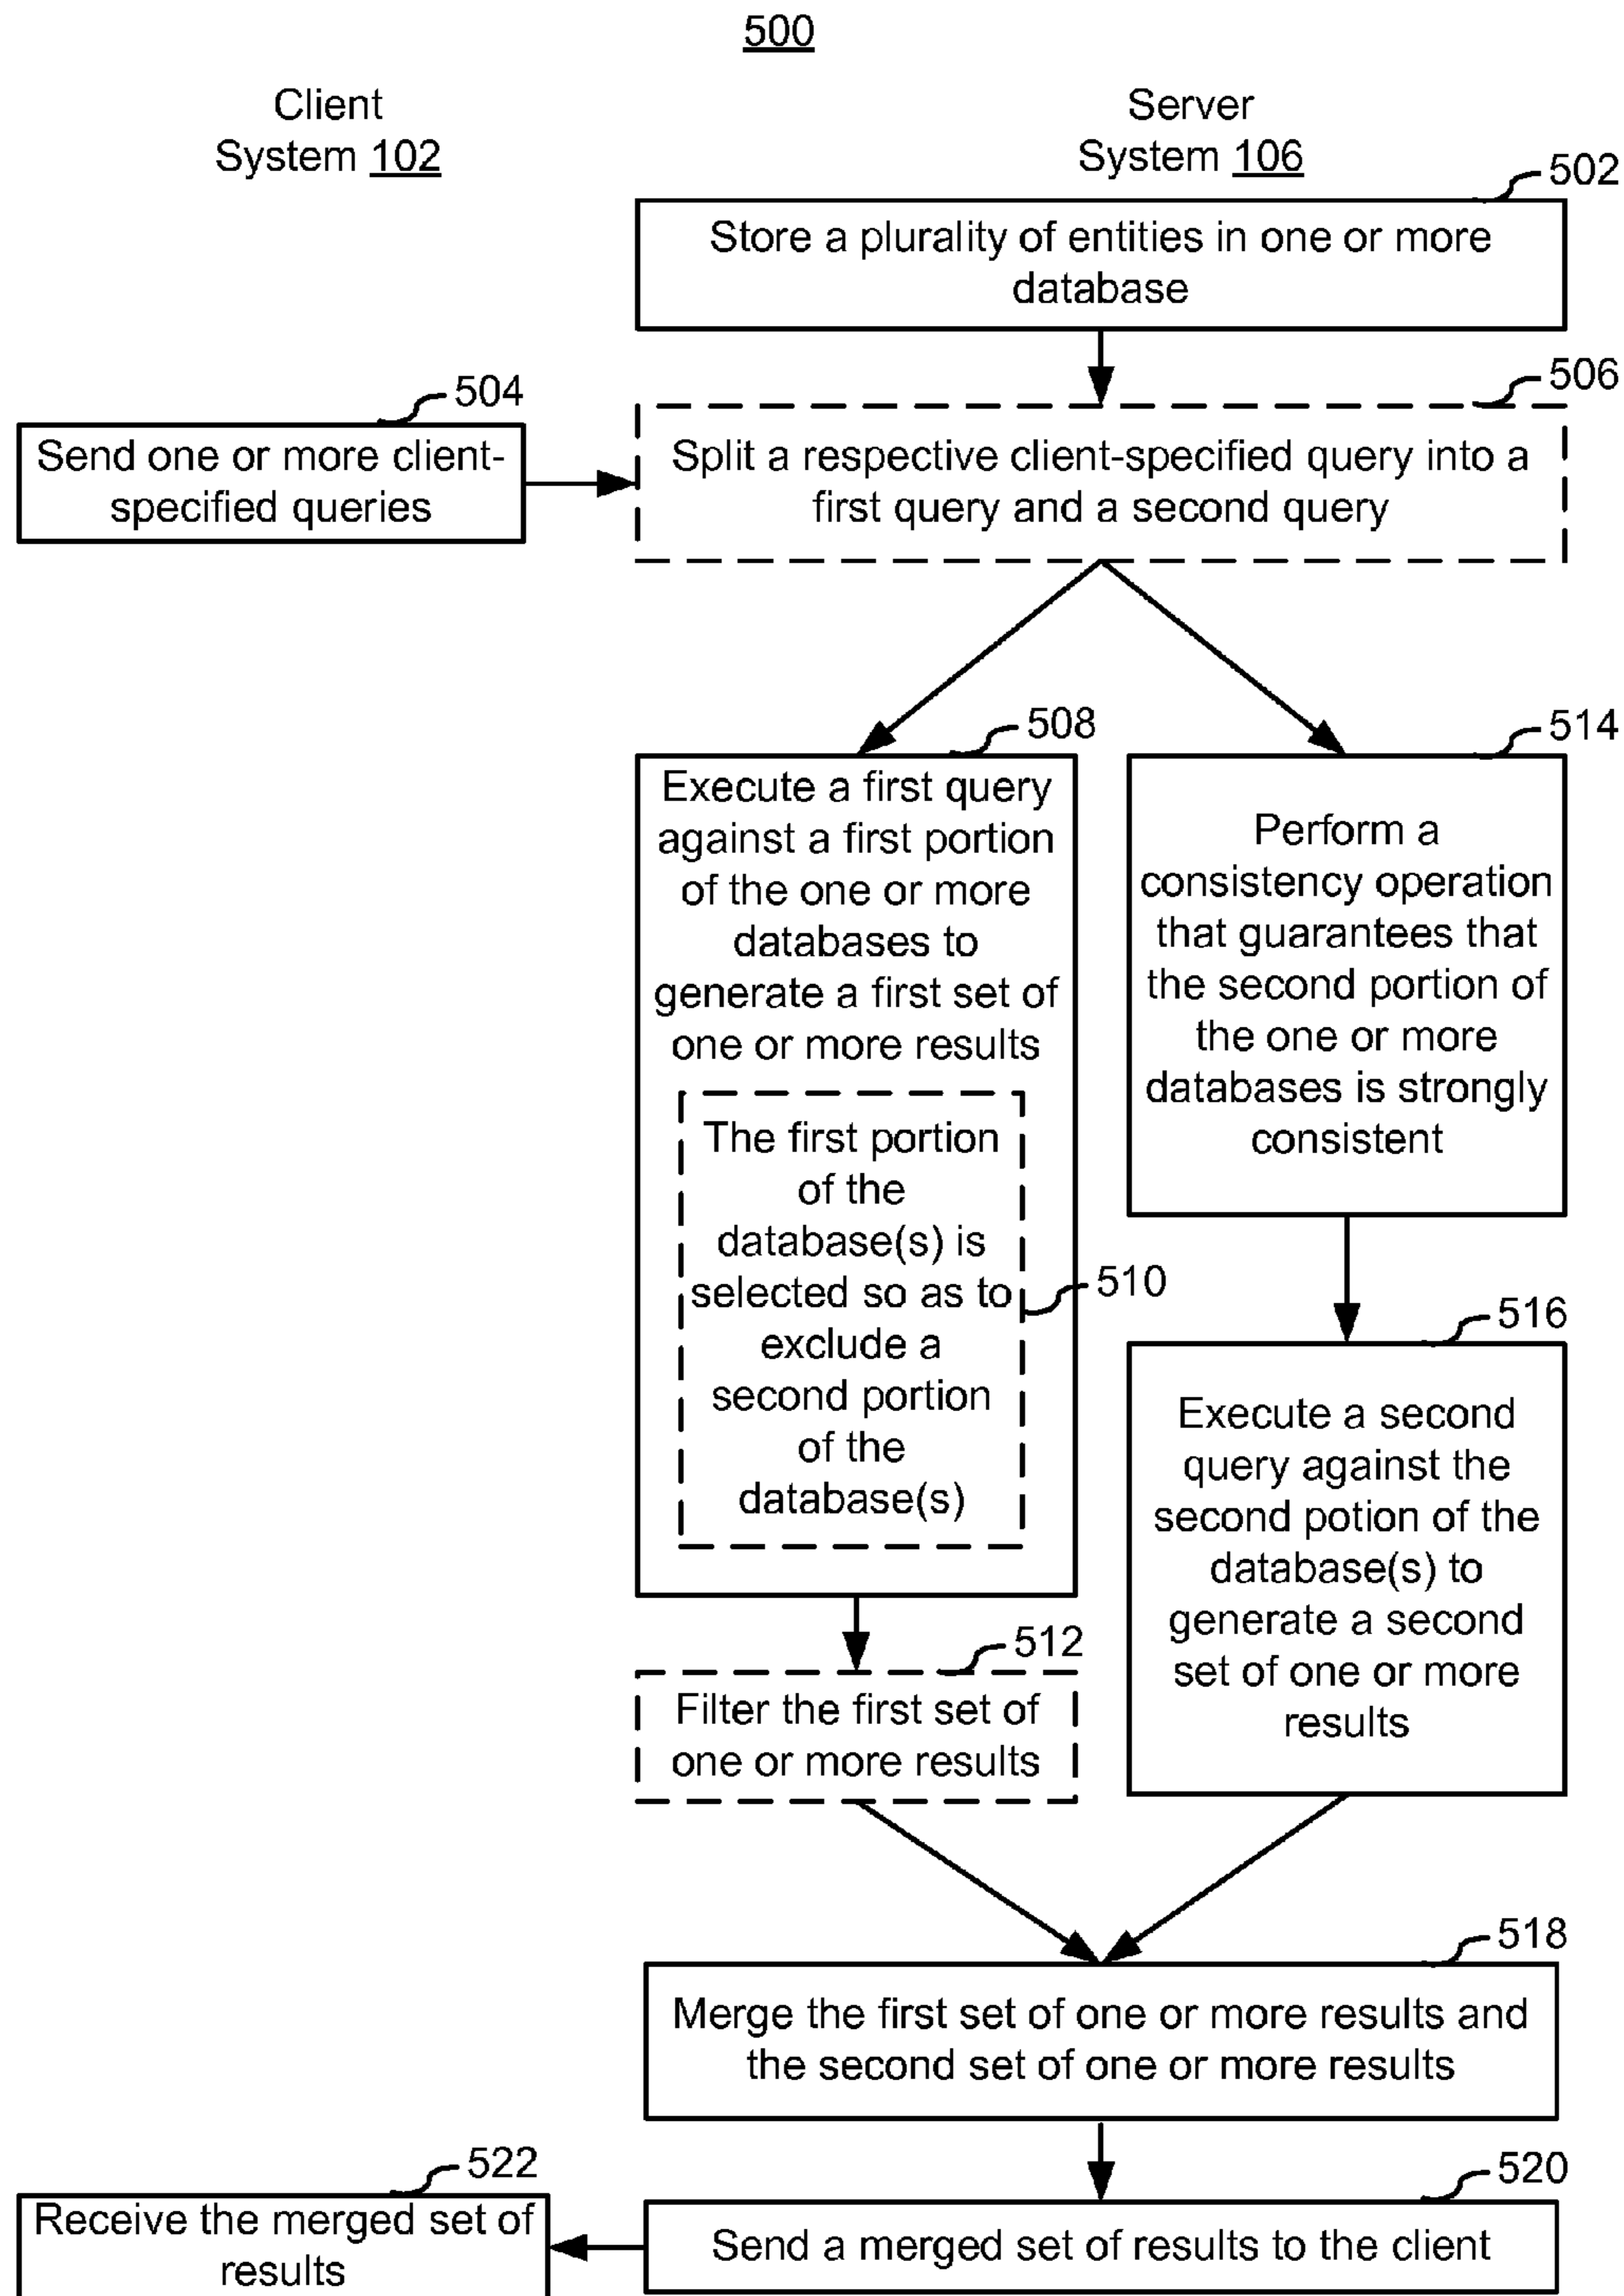 500
Client
System 102
Server
System 106
502
Store a plurality of entities in one or more
database
504
Send one or more client-
specified queries
506
Split a respective client-specified query into a
first query and a second query
508
Execute a first query
against a first portion
of the one or more
databases to
generate a first set of
one or more results
510
The first portion
of the
database(s) is
selected so as to
exclude a
second portion
of the
database(s)
512
Filter the first set of
one or more results
514
Perform a
consistency operation
that guarantees that
the second portion of
the one or more
databases is strongly
consistent
516
Execute a second
query against the
second potion of the
database(s) to
generate a second
set of one or more
results
518
Merge the first set of one or more results and
the second set of one or more results
520
Send a merged set of results to the client
522
Receive the merged set of
results